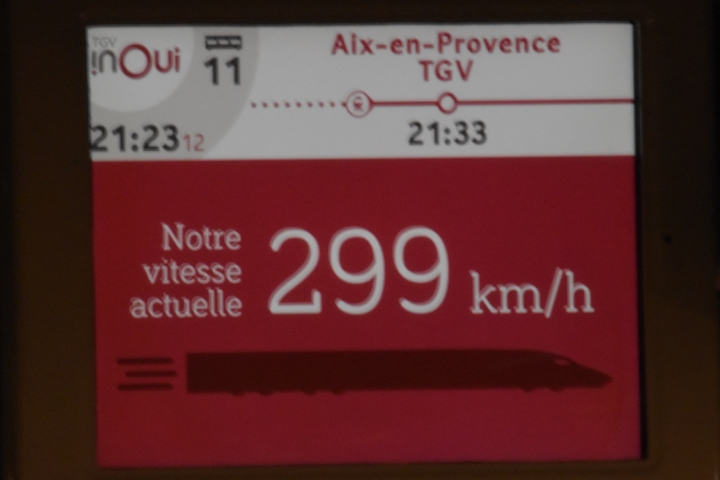 TGV
inOui
11
Aix-en-Provence
TGV
21:23 12
21:33
Notre
vitesse
actuelle
299 km/h